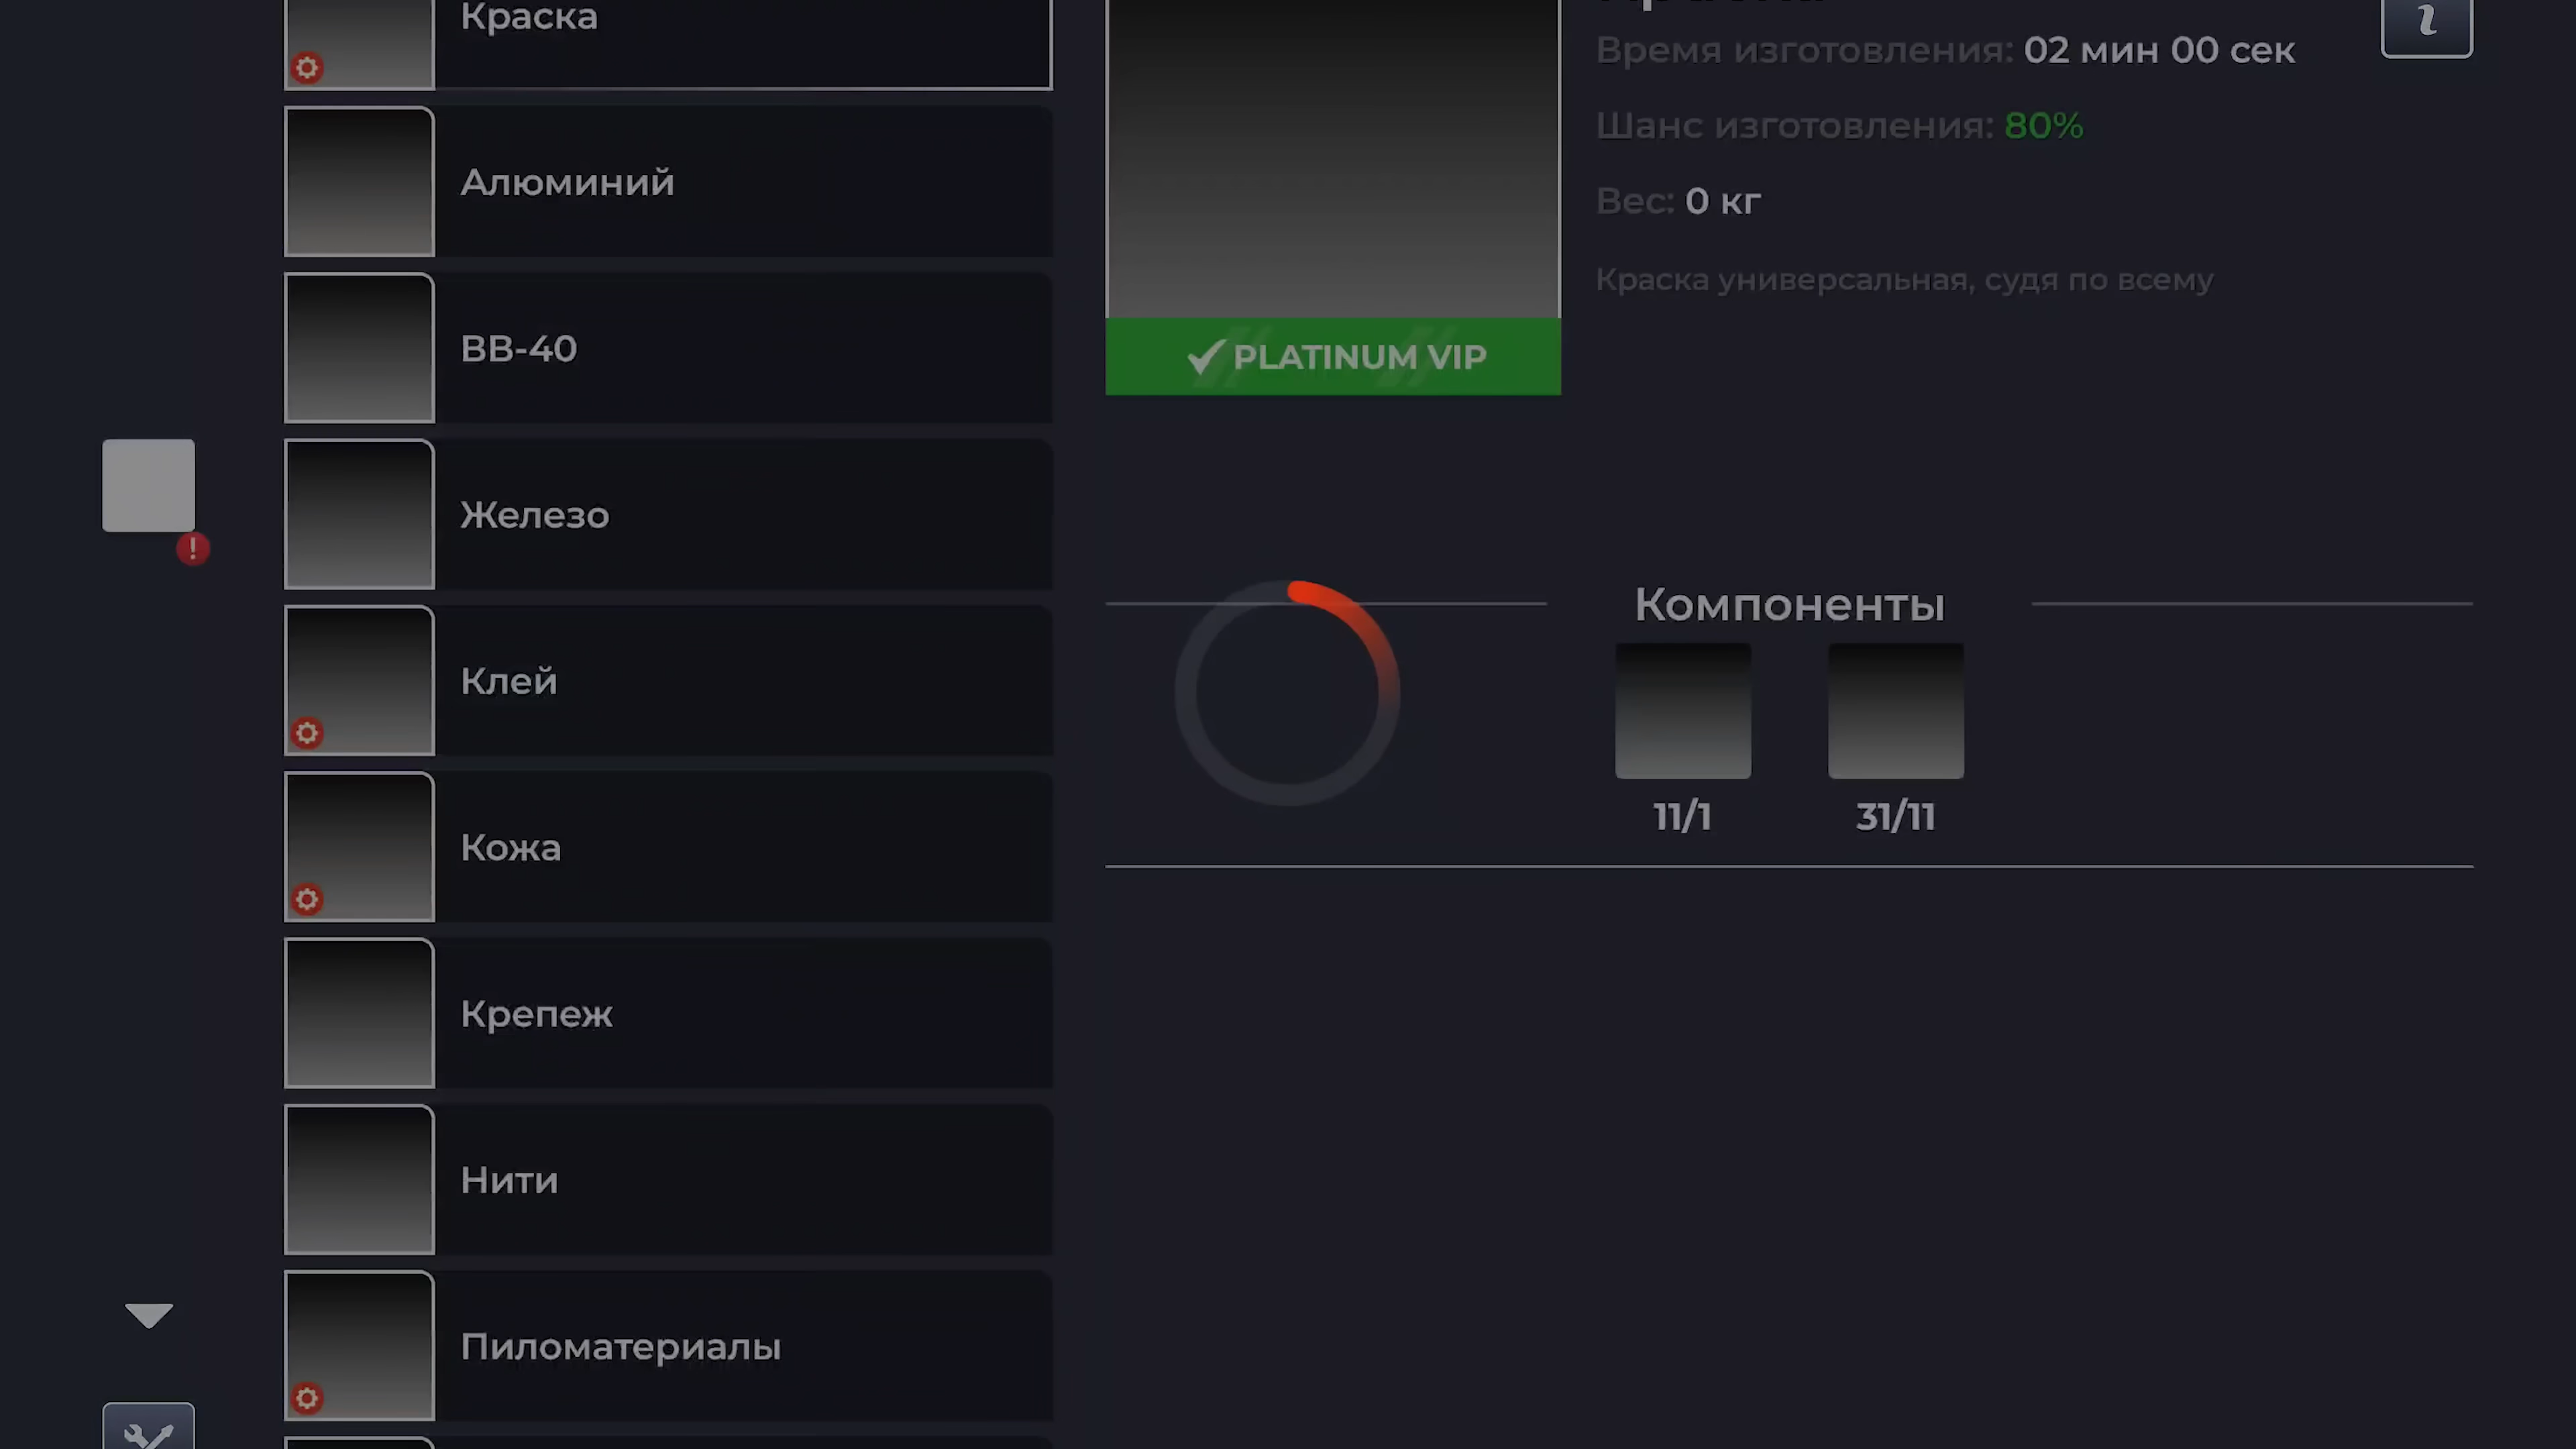 Краска
Алюминий
ВВ-40
Железо
Клей
Кожа
Крепеж
Нити
Пиломатериалы
Время изготовления: 02 мин 00 сек
Шанс изготовления: 80%
Вес: 0 кг
Краска универсальная, судя по всему
PLATINUM VIP
Компоненты
11/1
31/11